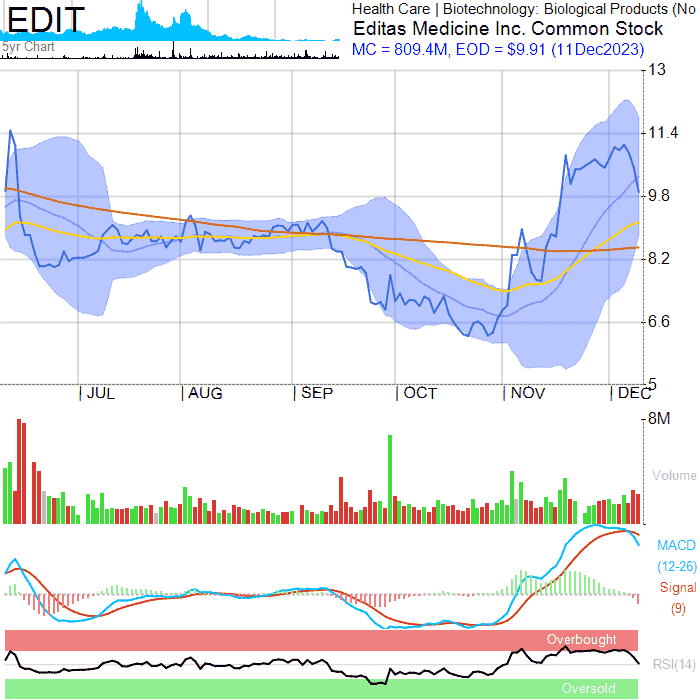 EDIT
5yr Chart
Health Care | Biotechnology: Biological Products (No
Editas Medicine Inc. Common Stock
MC = 809.4M, EOD = $9.91 (11Dec2023)
13
11.4
9.8
8.2
6.6
5
JUL
AUG
SEP
OCT
NOV
DEC
8M
Volume
MACD
(12-26)
Signal
(9)
Overbought
RSI(14)
Oversold